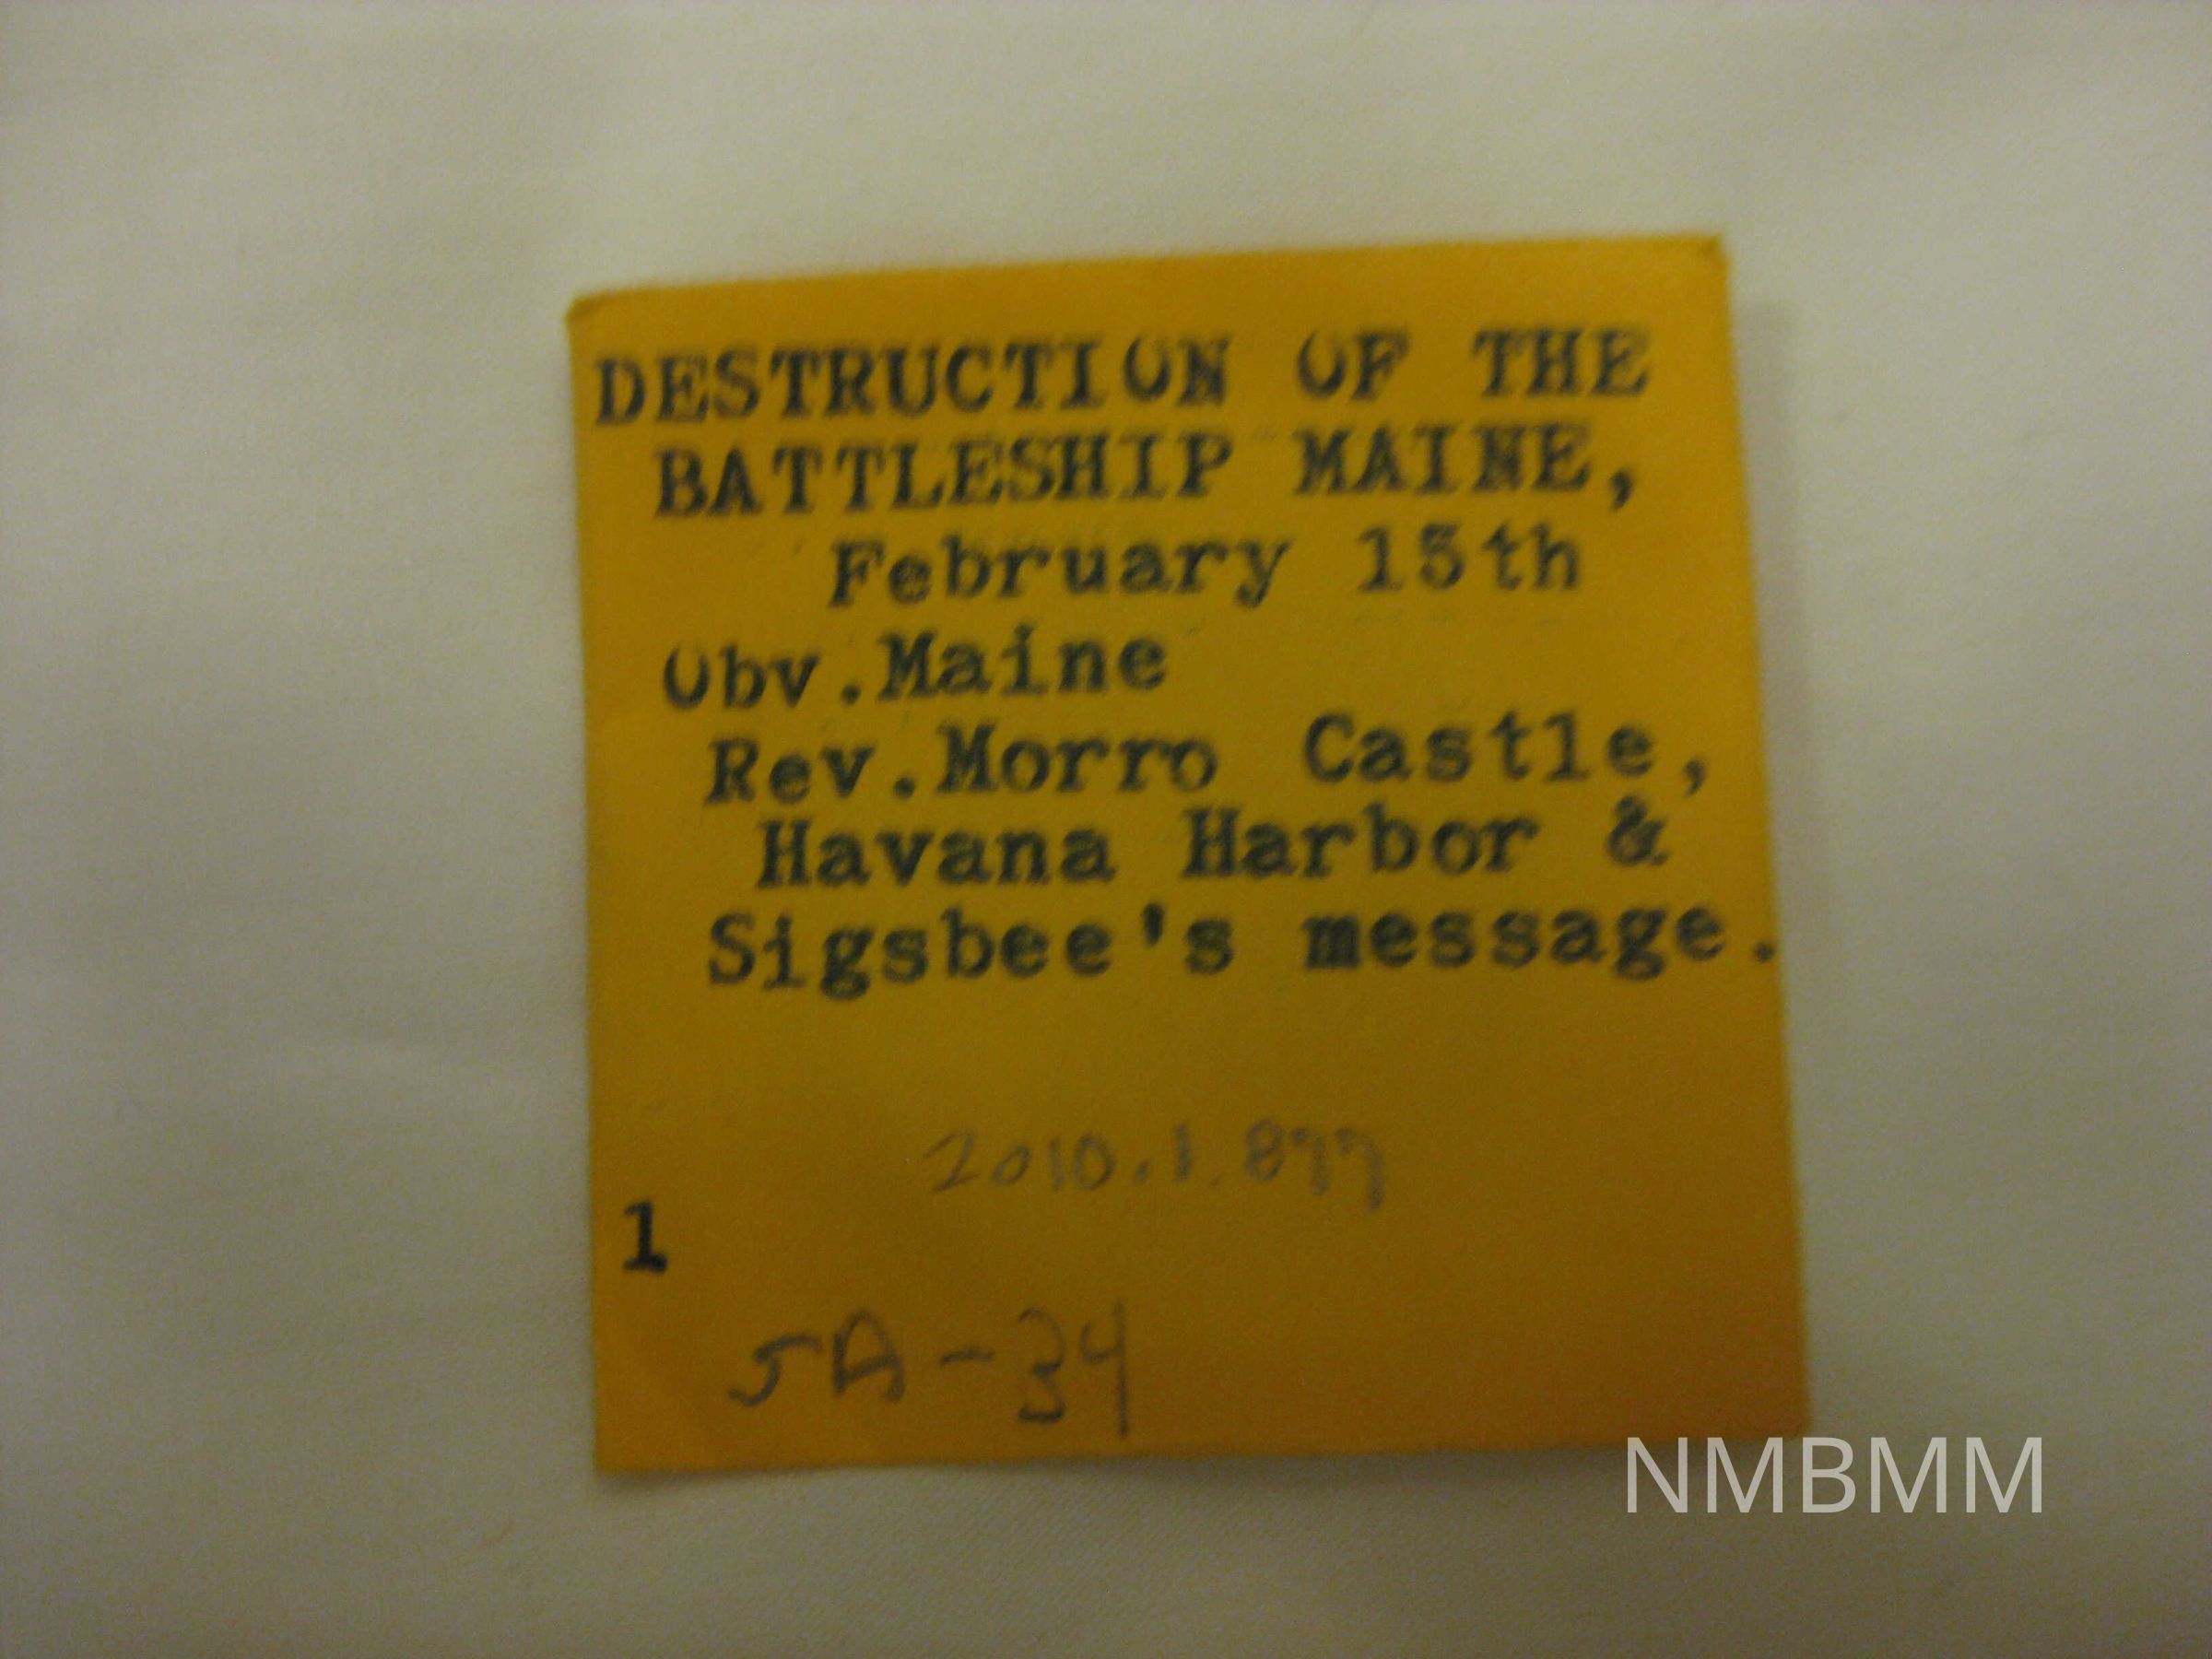 DESTRUCTION OF THE
BATTLESHIP MAINE,
February 15th
Obv.Maine
Rev.Morro Castle,
Havana Harbor &
Sigsbee's message.
2010.1.877
1
5A-34
NMBMM